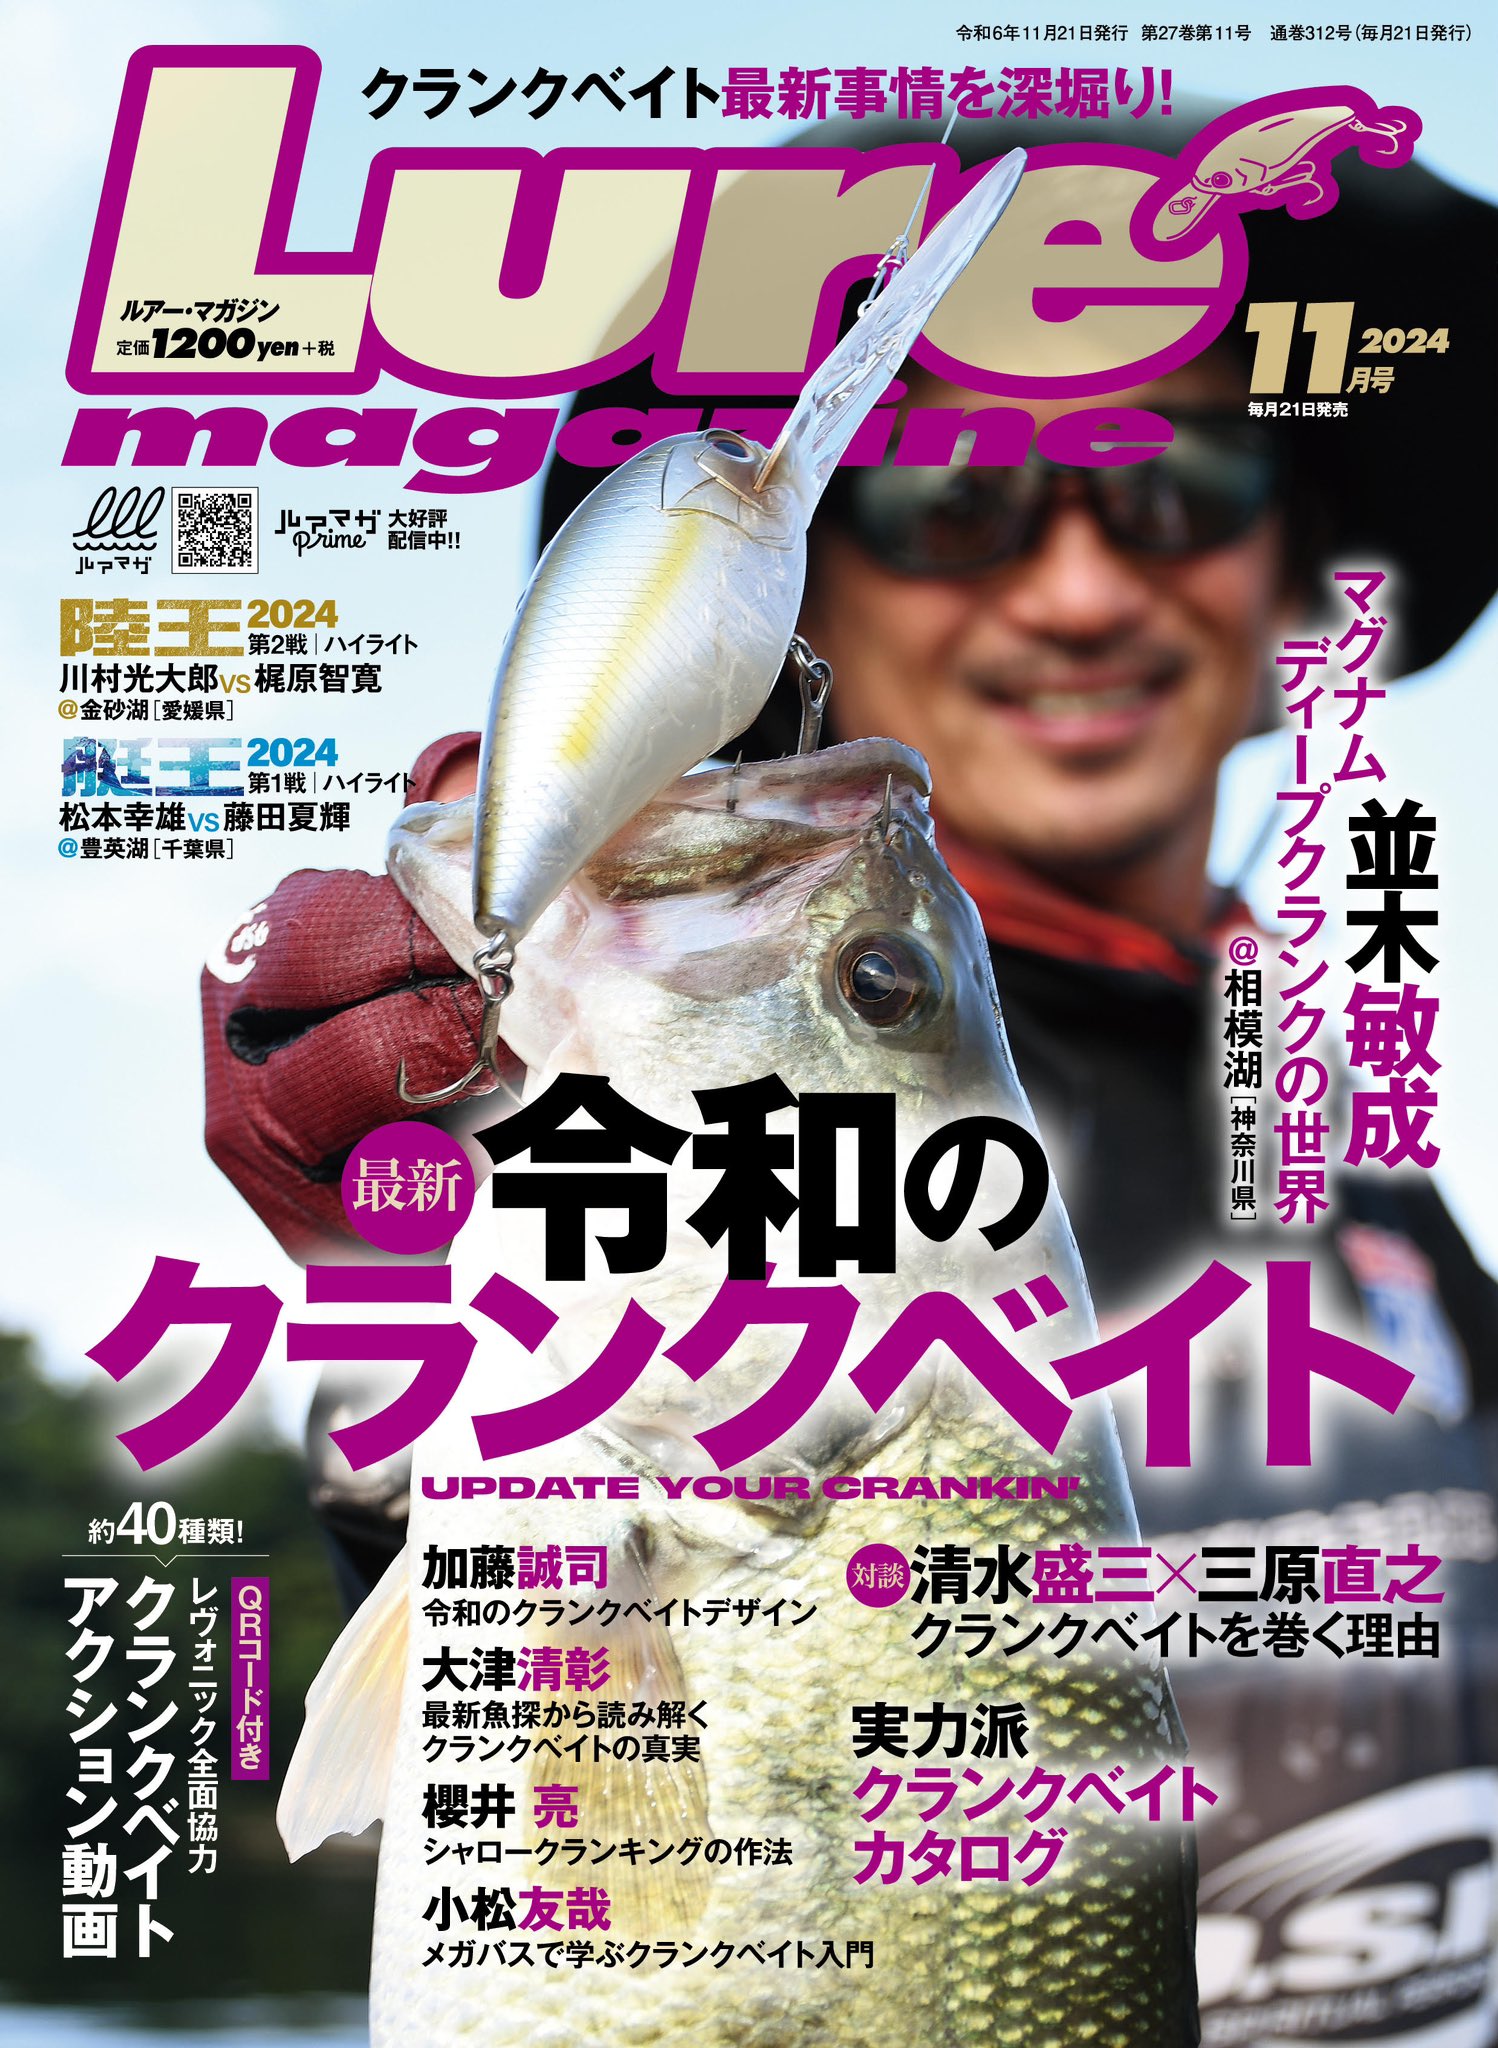 令和6年11月21日発行 第27巻第11号 通巻312号(毎月21日発行)
クランクベイト最新事情を深堀り!
Lure
magazine
ルアー・マガジン
定価1200yen+税
11月号 2024
毎月21日発売
ルアマガ
ルアマガ
Prime
大好評
配信中!!
陸王2024
第2戦|ハイライト
川村光大郎VS梶原智寛
@金砂湖[愛媛県]
艇王2024
第1戦|ハイライト
松本幸雄VS藤田夏輝
@豊英湖[千葉県]
マグナム
ディープクランクの世界
並木敏成
@相模湖[神奈川県]
最新
令和の
クランクベイト
UPDATE YOUR CRANKIN'
約40種類!
QRコード付き
レヴォニック全面協力
クランクベイト
アクション動画
加藤誠司
令和のクランクベイトデザイン
大津清彰
最新魚探から読み解く
クランクベイトの真実
櫻井 亮
シャロークランキングの作法
小松友哉
メガバスで学ぶクランクベイト入門
対談
清水盛三×三原直之
クランクベイトを巻く理由
実力派
クランクベイト
カタログ